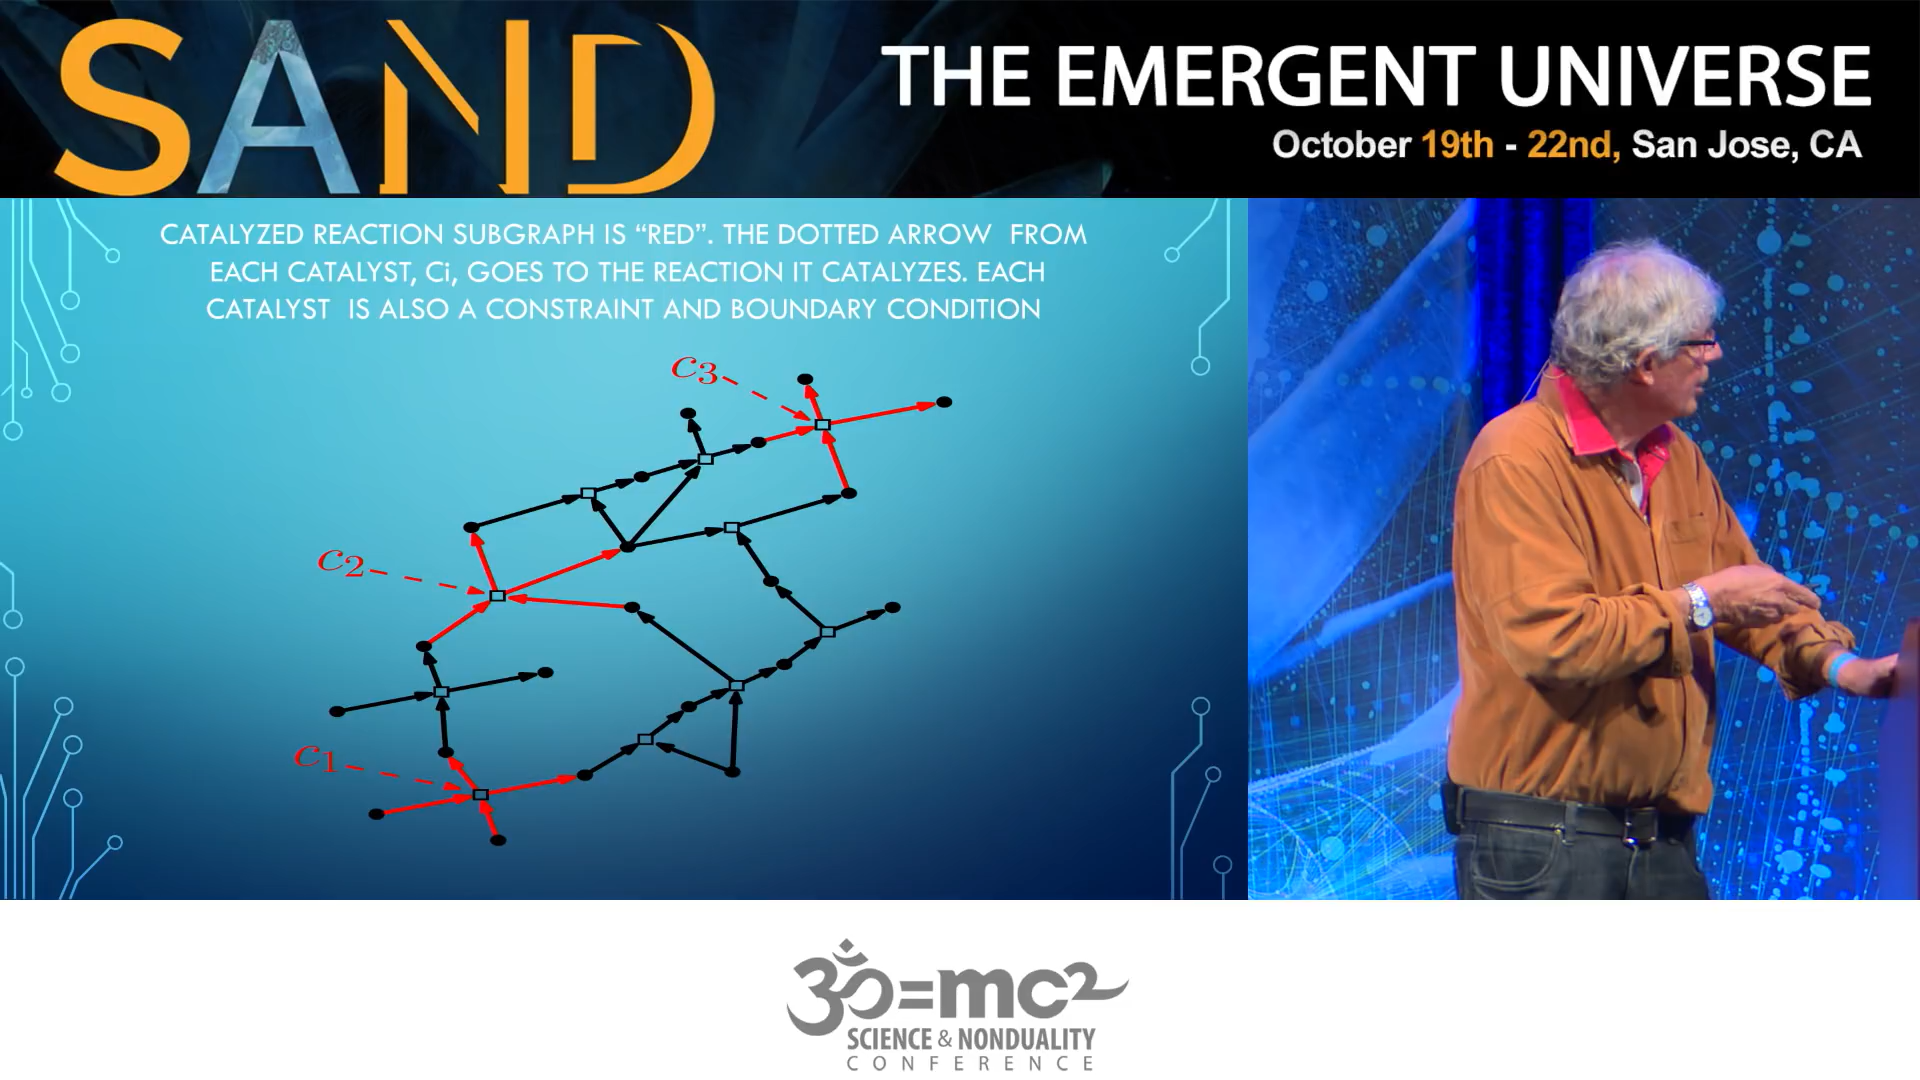 SAND
THE EMERGENT UNIVERSE
October 19th - 22nd, San Jose, CA
CATALYZED REACTION SUBGRAPH IS “RED”. THE DOTTED ARROW FROM
EACH CATALYST, Ci, GOES TO THE REACTION IT CATALYZES. EACH
CATALYST IS ALSO A CONSTRAINT AND BOUNDARY CONDITION
c3
c2
c1
ॐ=mc2
SCIENCE & NONDUALITY
CONFERENCE